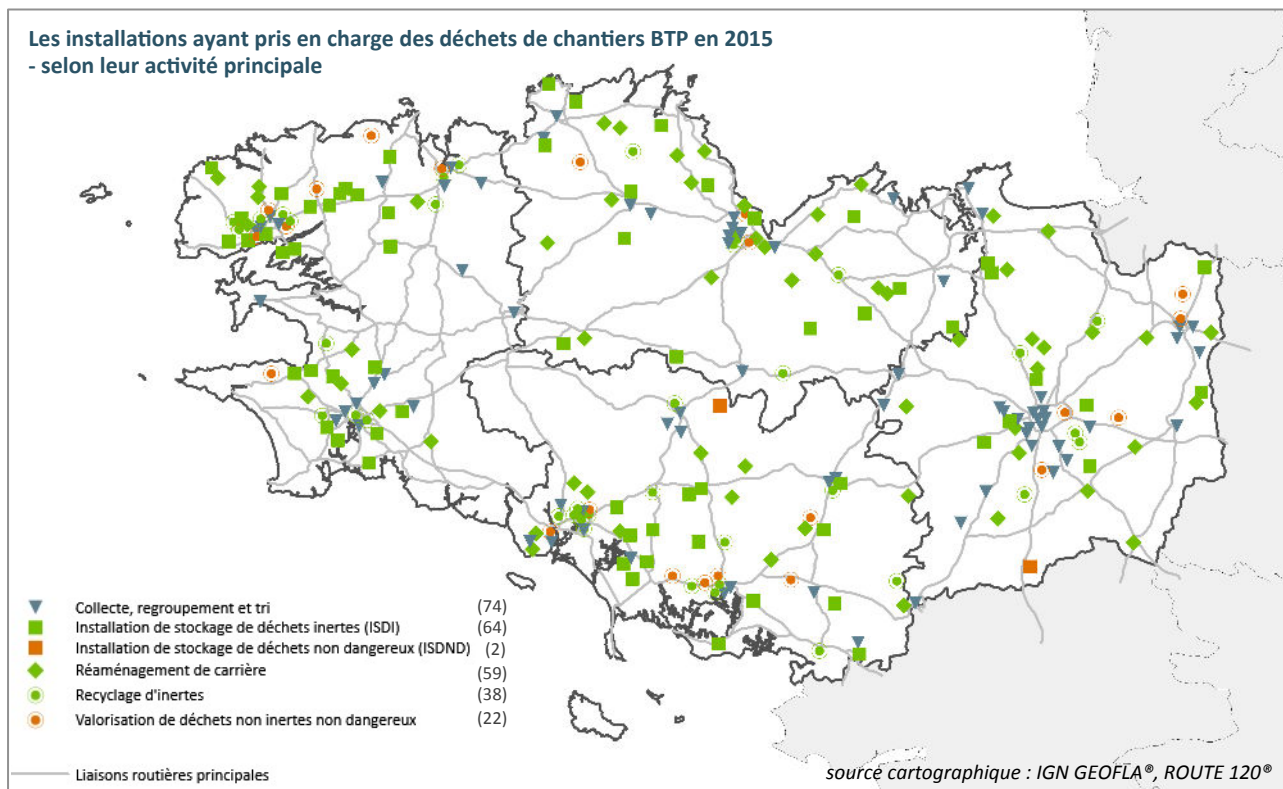 Les installations ayant pris en charge des déchets de chantiers BTP en 2015
- selon leur activité principale
Collecte, regroupement et tri (74)
Installation de stockage de déchets inertes (ISDI) (64)
Installation de stockage de déchets non dangereux (ISDND) (2)
Réaménagement de carrière (59)
Recyclage d'inertes (38)
Valorisation de déchets non inertes non dangereux (22)
Liaisons routières principales
source cartographique : IGN GEOFLA®, ROUTE 120®